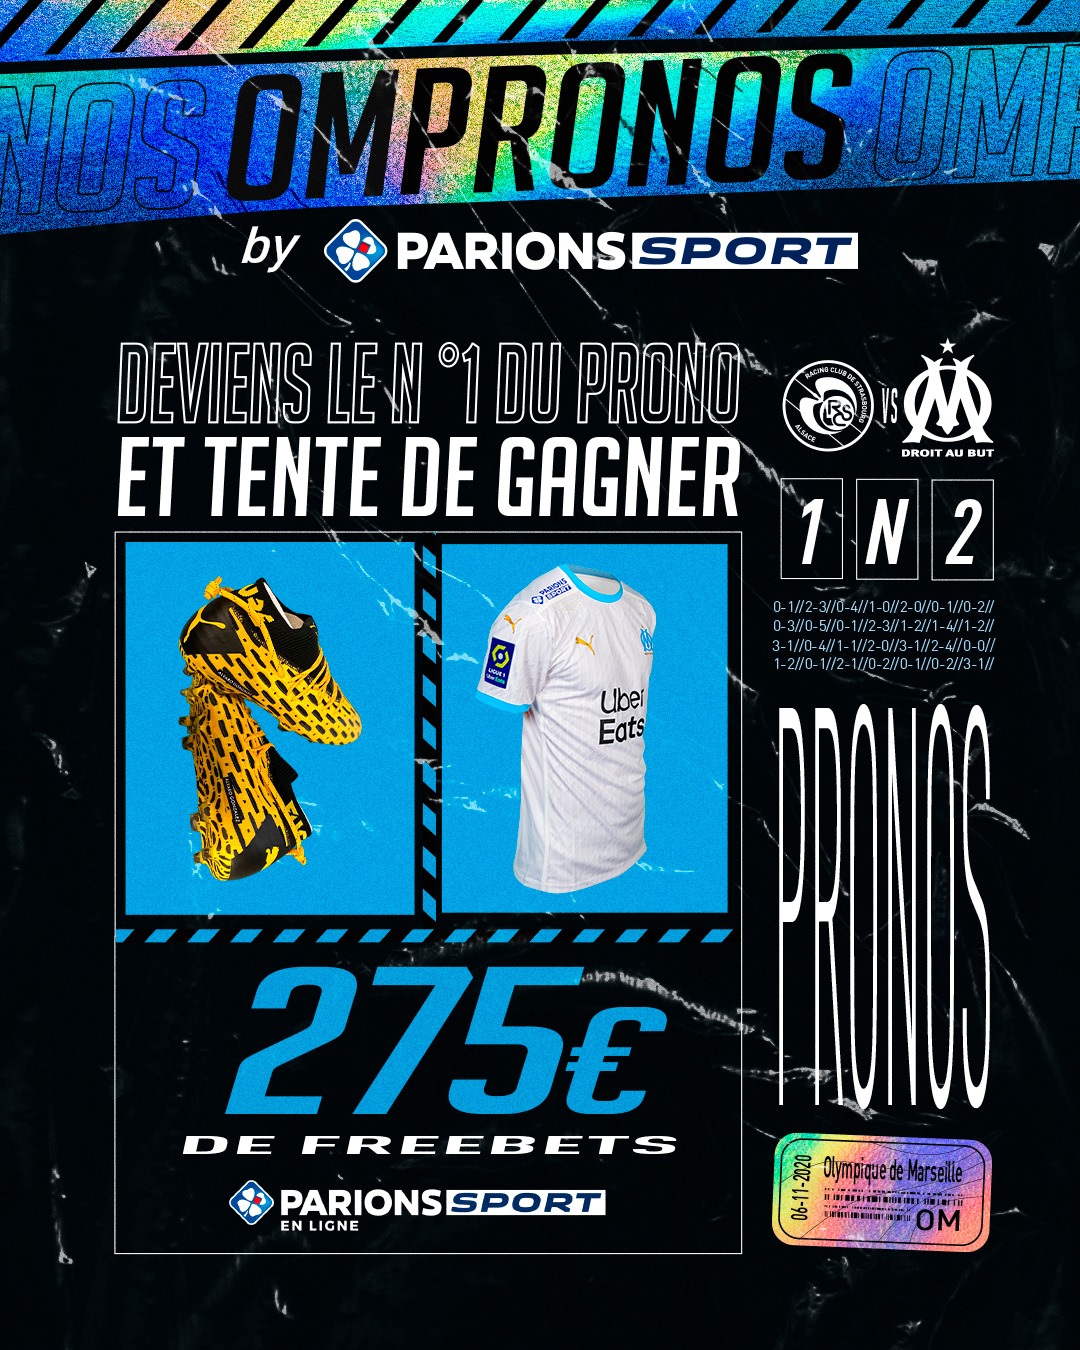 NOS OMPRONOS OMP
by PARIONS SPORT
DEVIENS LE N °1 DU PRONO
ET TENTE DE GAGNER
RACING CLUB DE STRASBOURG
RCS
ALSACE
VS
DROIT AU BUT
1 N 2
0-1//2-3//0-4//1-0//2-0//0-1//0-2//
0-3//0-5//0-1//2-3//1-2//1-4//1-2//
3-1//0-4//1-1//2-0//3-1//2-4//0-0//
1-2//0-1//2-1//0-2//0-1//0-2//3-1//
PARIONS
SPORT
LIGUE 1
Uber Eats
Uber
Eats
PRONOS
275€
DE FREEBETS
PARIONS SPORT
EN LIGNE
06-11-2020
Olympique de Marseille
OM